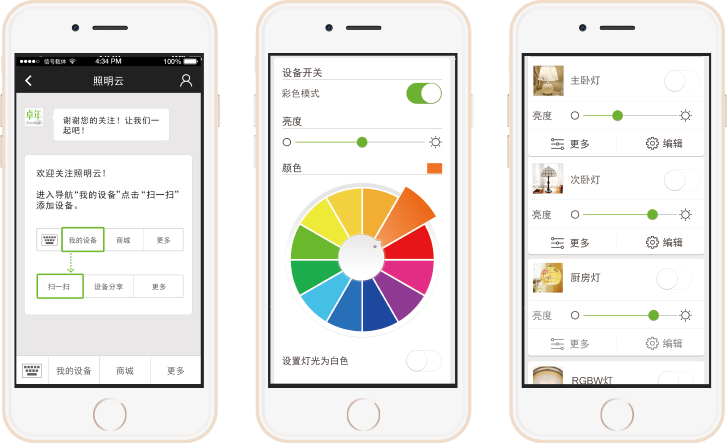 信号载体 4:34 PM 100%
照明云
卓年
谢谢您的关注！让我们一
起吧！
欢迎关注照明云！
进入导航“我的设备”点击“扫一扫”
添加设备。
我的设备 商城 更多
扫一扫 设备分享 更多
我的设备 商城 更多
设备开关
彩色模式
亮度
颜色
设置灯光为白色
主卧灯
亮度
更多 编辑
次卧灯
亮度
更多 编辑
厨房灯
亮度
更多 编辑
RGBW灯